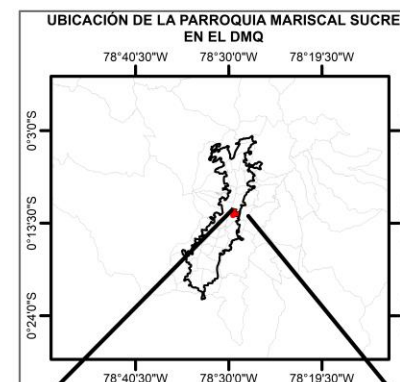 UBICACIÓN DE LA PARROQUIA MARISCAL SUCRE
EN EL DMQ
78°40'30"W 78°30'0"W 78°19'30"W
0°3'0"S
0°13'30"S
0°24'0"S
78°40'30"W 78°30'0"W 78°19'30"W